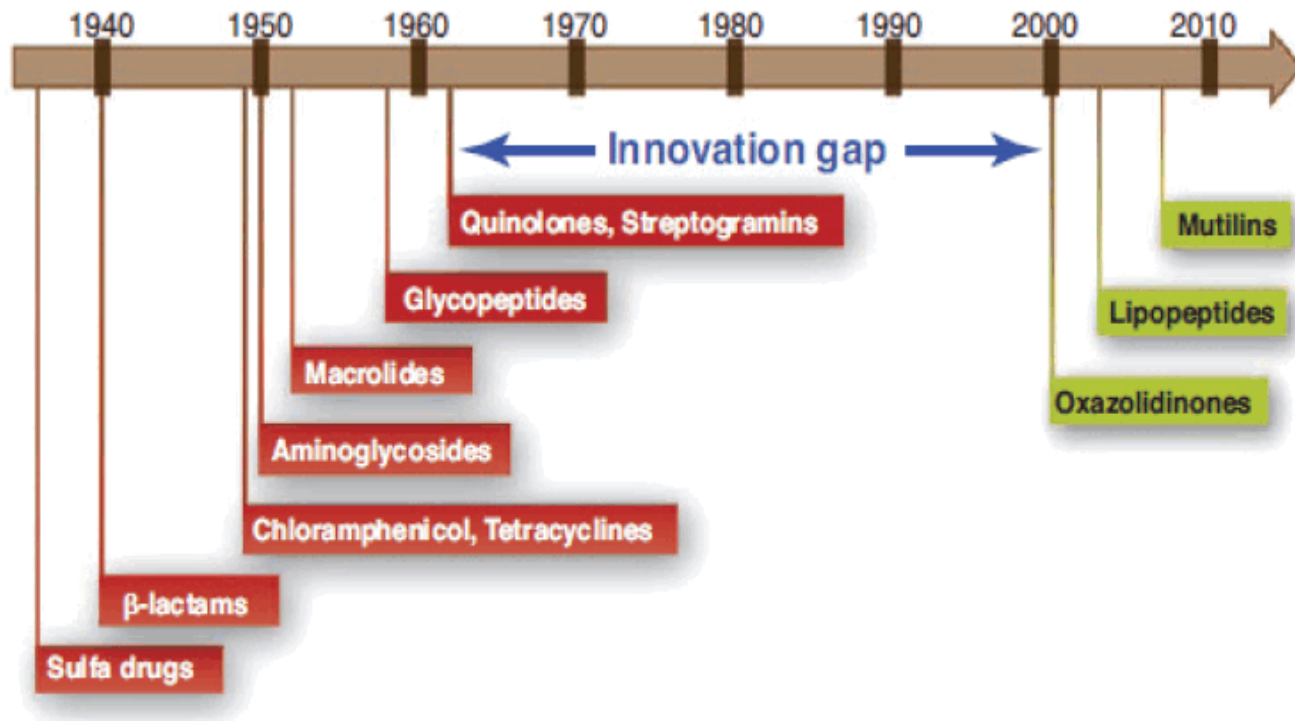 1940 1950 1960 1970 1980 1990 2000 2010
Innovation gap
Quinolones, Streptogramins
Mutilins
Glycopeptides
Lipopeptides
Macrolides
Oxazolidinones
Aminoglycosides
Chloramphenicol, Tetracyclines
β-lactams
Sulfa drugs